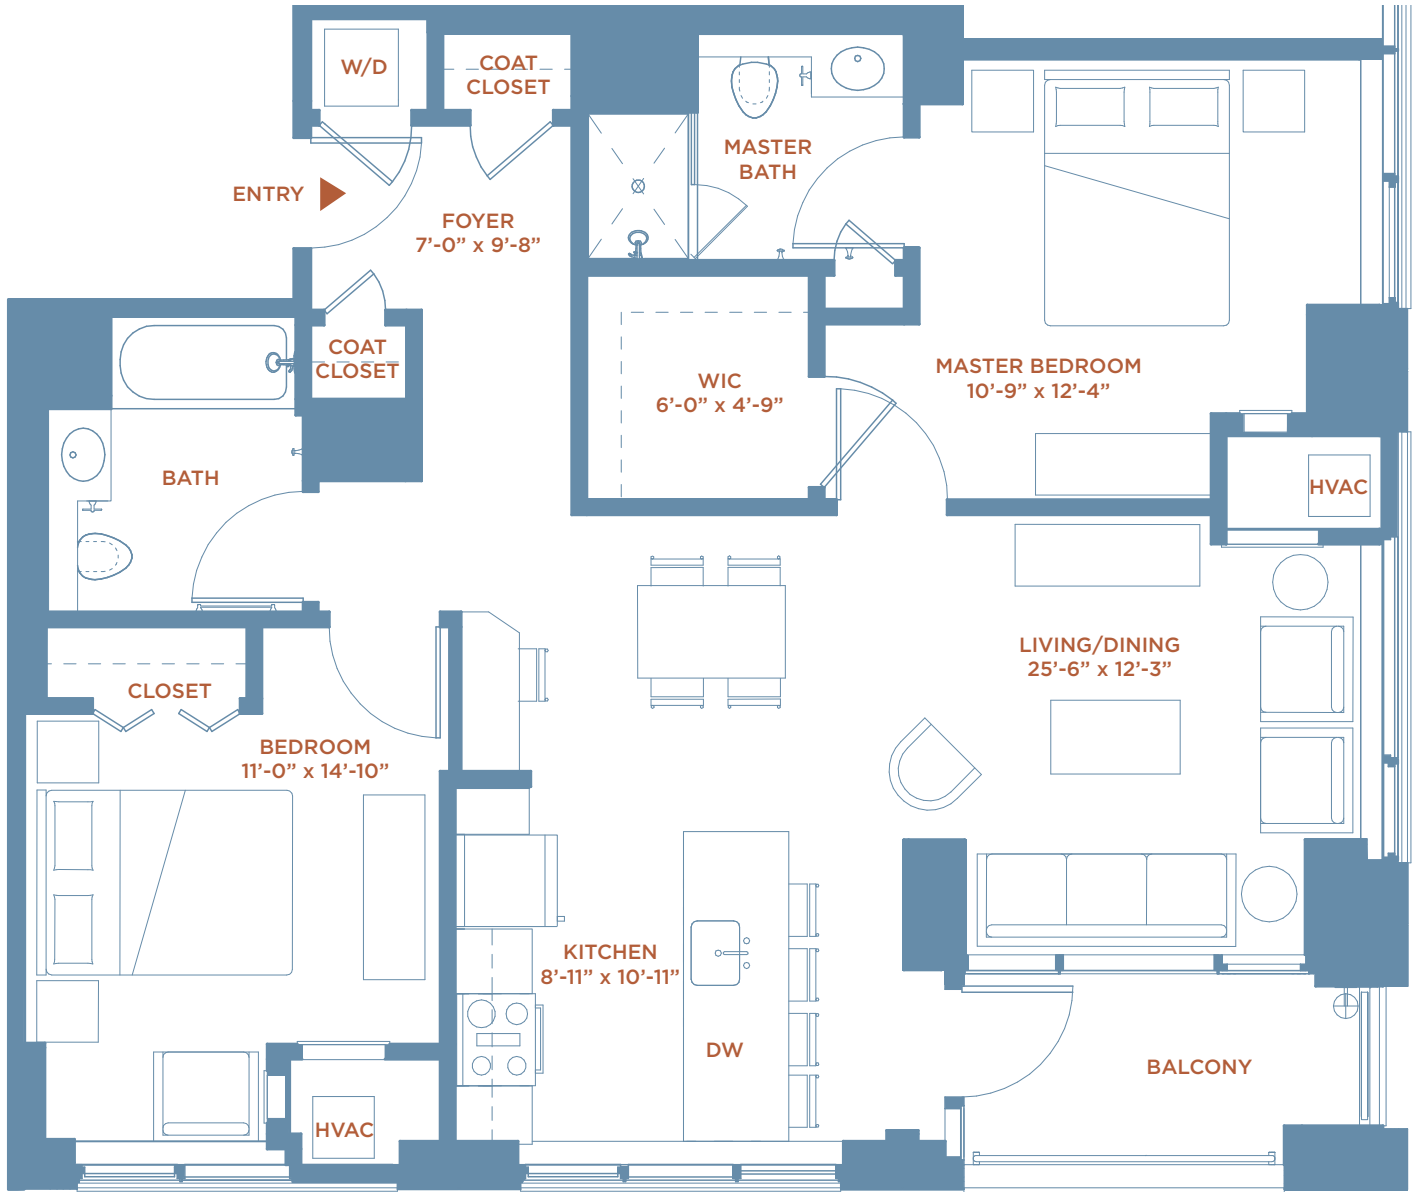 W/D
COAT
CLOSET
ENTRY
FOYER
7’-0” x 9’-8”
MASTER
BATH
COAT
CLOSET
WIC
6’-0” x 4’-9”
MASTER BEDROOM
10’-9” x 12’-4”
BATH
HVAC
CLOSET
LIVING/DINING
25’-6” x 12’-3”
BEDROOM
11’-0” x 14’-10”
KITCHEN
8’-11” x 10’-11”
DW
BALCONY
HVAC